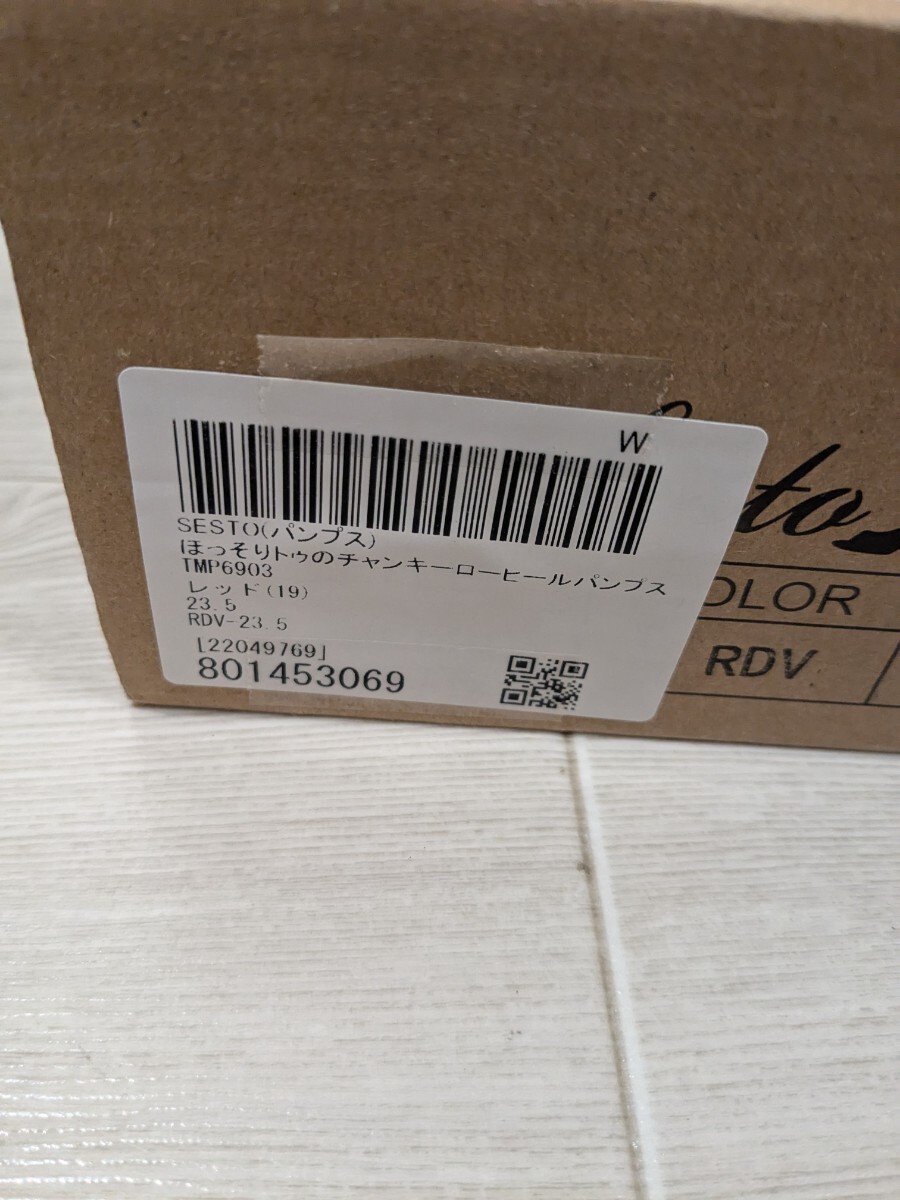 W
SESTO(パンプス)
ほっそりトゥのチャンキーローヒールパンプス
TMP6903
レッド(19)
23.5
RDV-23.5
[22049769]
801453069
to
OLOR
RDV